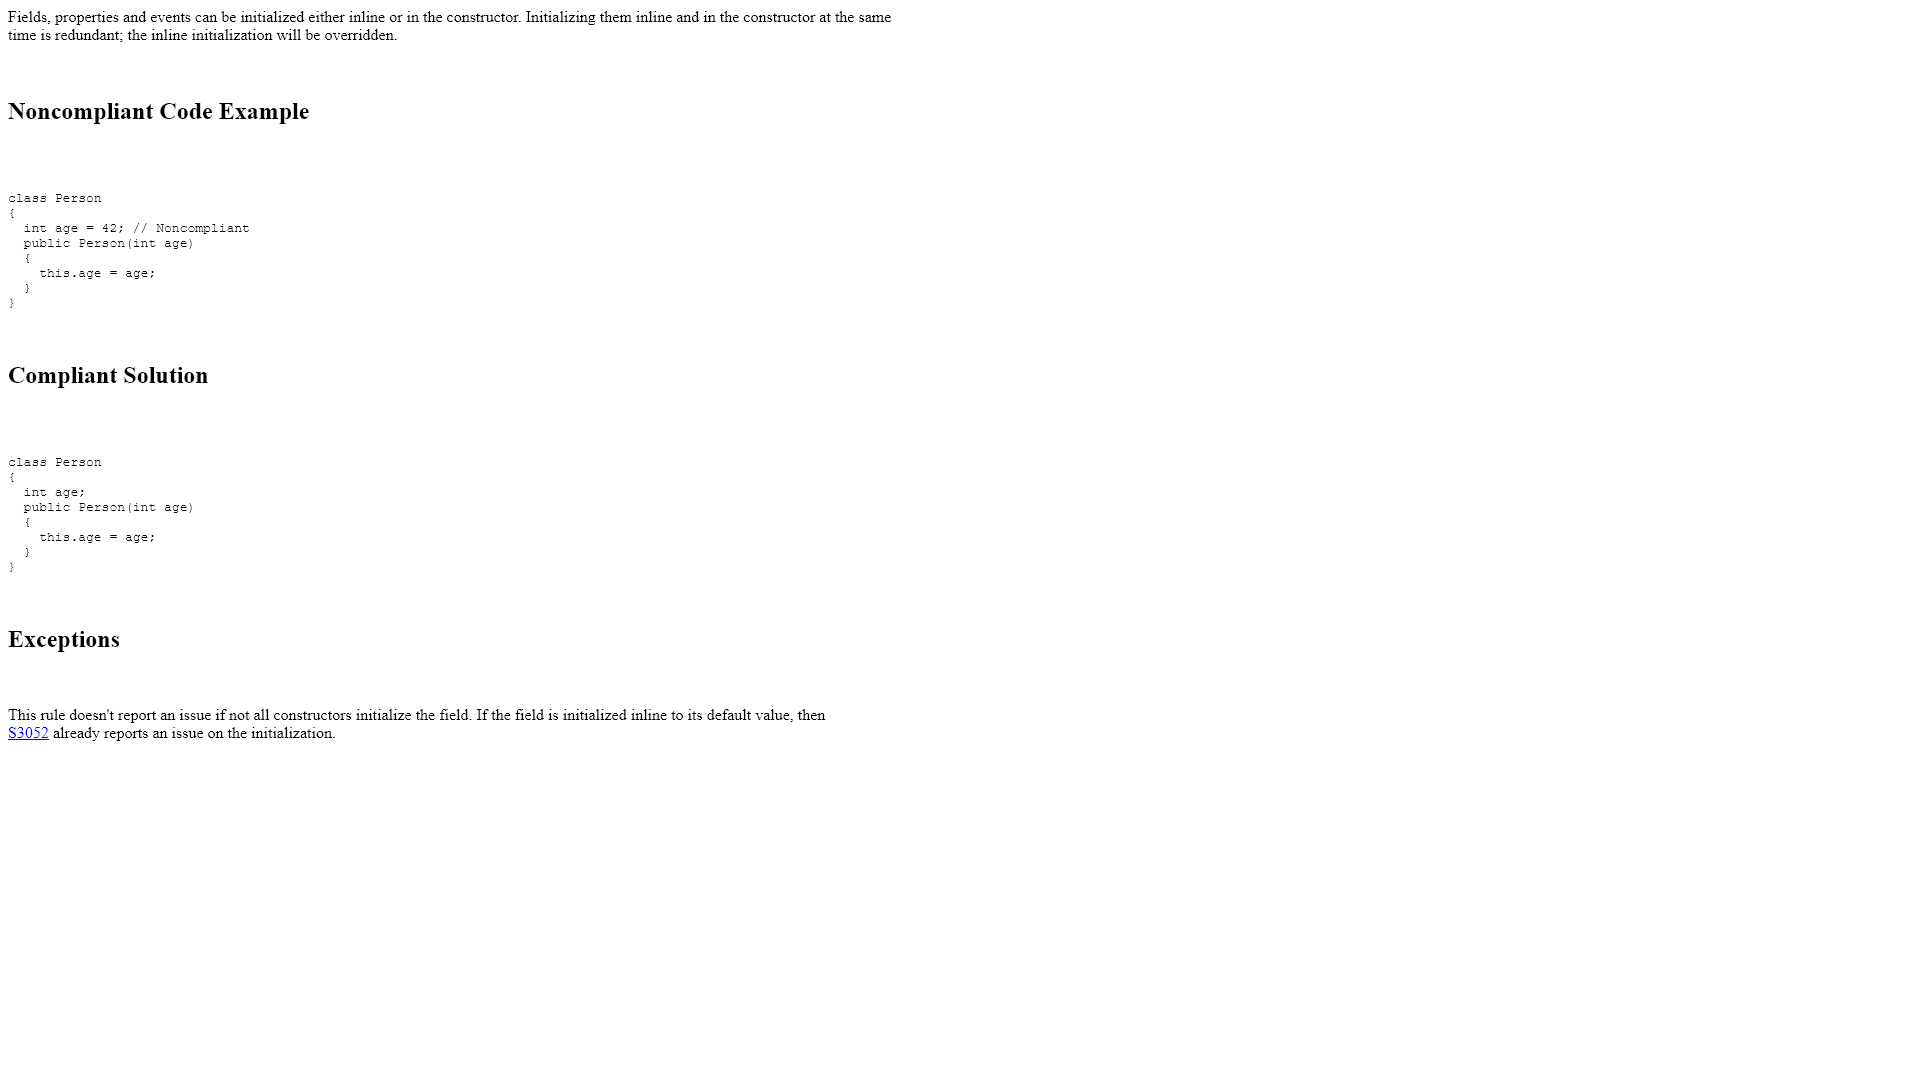 Fields, properties and events can be initialized either inline or in the constructor. Initializing them inline and in the constructor at the same
time is redundant; the inline initialization will be overridden.
Noncompliant Code Example
class Person
{
  int age = 42; // Noncompliant
  public Person(int age)
  {
    this.age = age;
  }
}
Compliant Solution
class Person
{
  int age;
  public Person(int age)
  {
    this.age = age;
  }
}
Exceptions
This rule doesn't report an issue if not all constructors initialize the field. If the field is initialized inline to its default value, then
S3052 already reports an issue on the initialization.